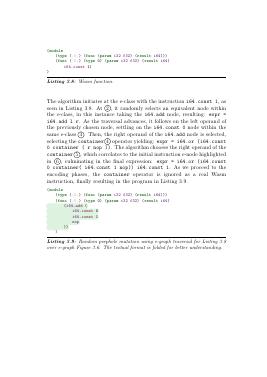 (module
(type (;0;) (func (param i32 f32) (result i64)))
(func (;0;) (type 0) (param i32 f32) (result i64)
i64.const 1)
)
Listing 3.8: Wasm function.
The algorithm initiates at the e-class with the instruction i64.const 1, as
seen in Listing 3.8. At ②, it randomly selects an equivalent node within
the e-class, in this instance taking the i64.add node, resulting: expr =
i64.add l r. As the traversal advances, it follows on the left operand of
the previously chosen node, settling on the i64.const 0 node within the
same e-class ③. Then, the right operand of the i64.add node is selected,
selecting the container ④ operator yielding: expr = i64.or (i64.const
0 container ( r nop )). The algorithm chooses the right operand of the
container ⑤, which correlates to the initial instruction e-node highlighted
in ⑥, culminating in the final expression: expr = i64.or (i64.const
0 container( i64.const 1 nop)) i64.const 1. As we proceed to the
encoding phases, the container operator is ignored as a real Wasm
instruction, finally resulting in the program in Listing 3.9.
(module
(type (;0;) (func (param i32 f32) (result i64)))
(func (;0;) (type 0) (param i32 f32) (result i64)
(i64.add (
i64.const 0
i64.const 1
nop
))
)
Listing 3.9: Random peephole mutation using e-graph traversal for Listing 3.8
over e-graph Figure 3.6. The textual format is folded for better understanding.